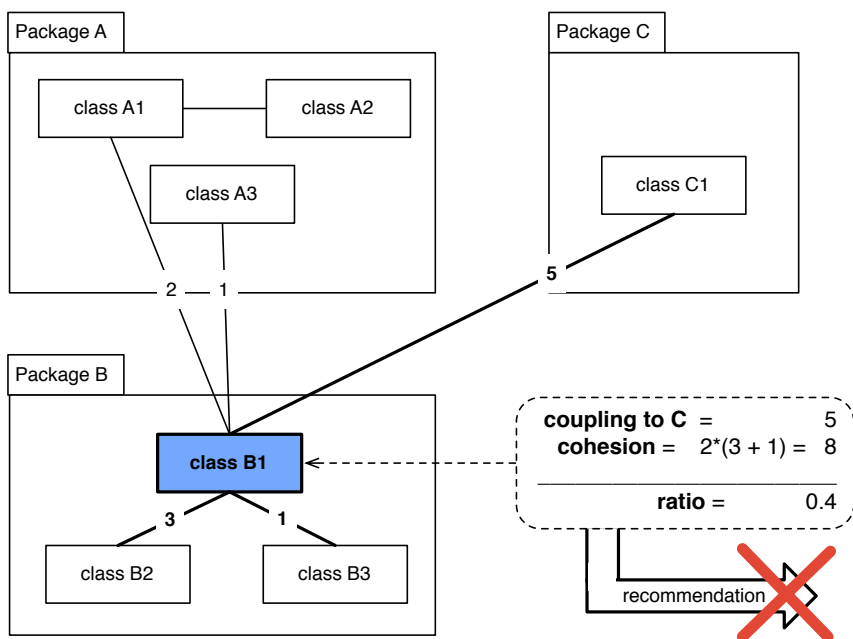 Package A
Package C
class A1
class A2
class A3
class C1
2
1
5
Package B
class B1
3
1
class B2
class B3
coupling to C = 5
cohesion = 2*(3 + 1) = 8
ratio = 0.4
recommendation